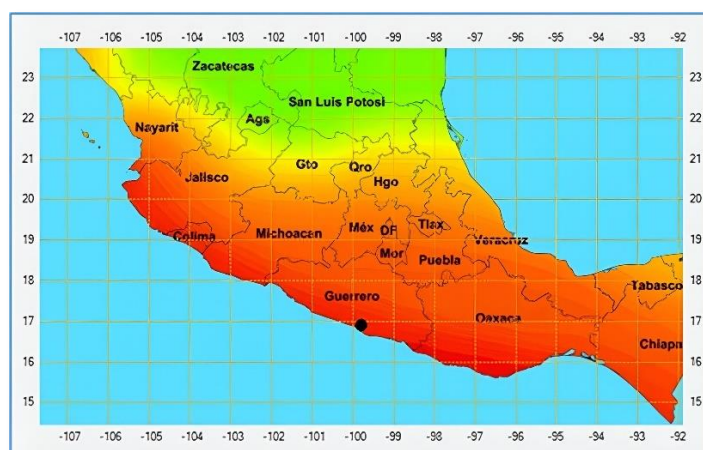 -107 -106 -105 -104 -103 -102 -101 -100 -99 -98 -97 -96 -95 -94 -93 -92
23 Zacatecas 23
San Luis Potosi
22 Ags 22
Nayarit
21 Gto Qro 21
Jalisco Hgo
20 20
Michoacan Méx DF Tlax
19 Colima Veracruz 19
Mor Puebla
18 Tabasco 18
Guerrero
17 Oaxaca 17
Chiap
16 16
15 15
-107 -106 -105 -104 -103 -102 -101 -100 -99 -98 -97 -96 -95 -94 -93 -92